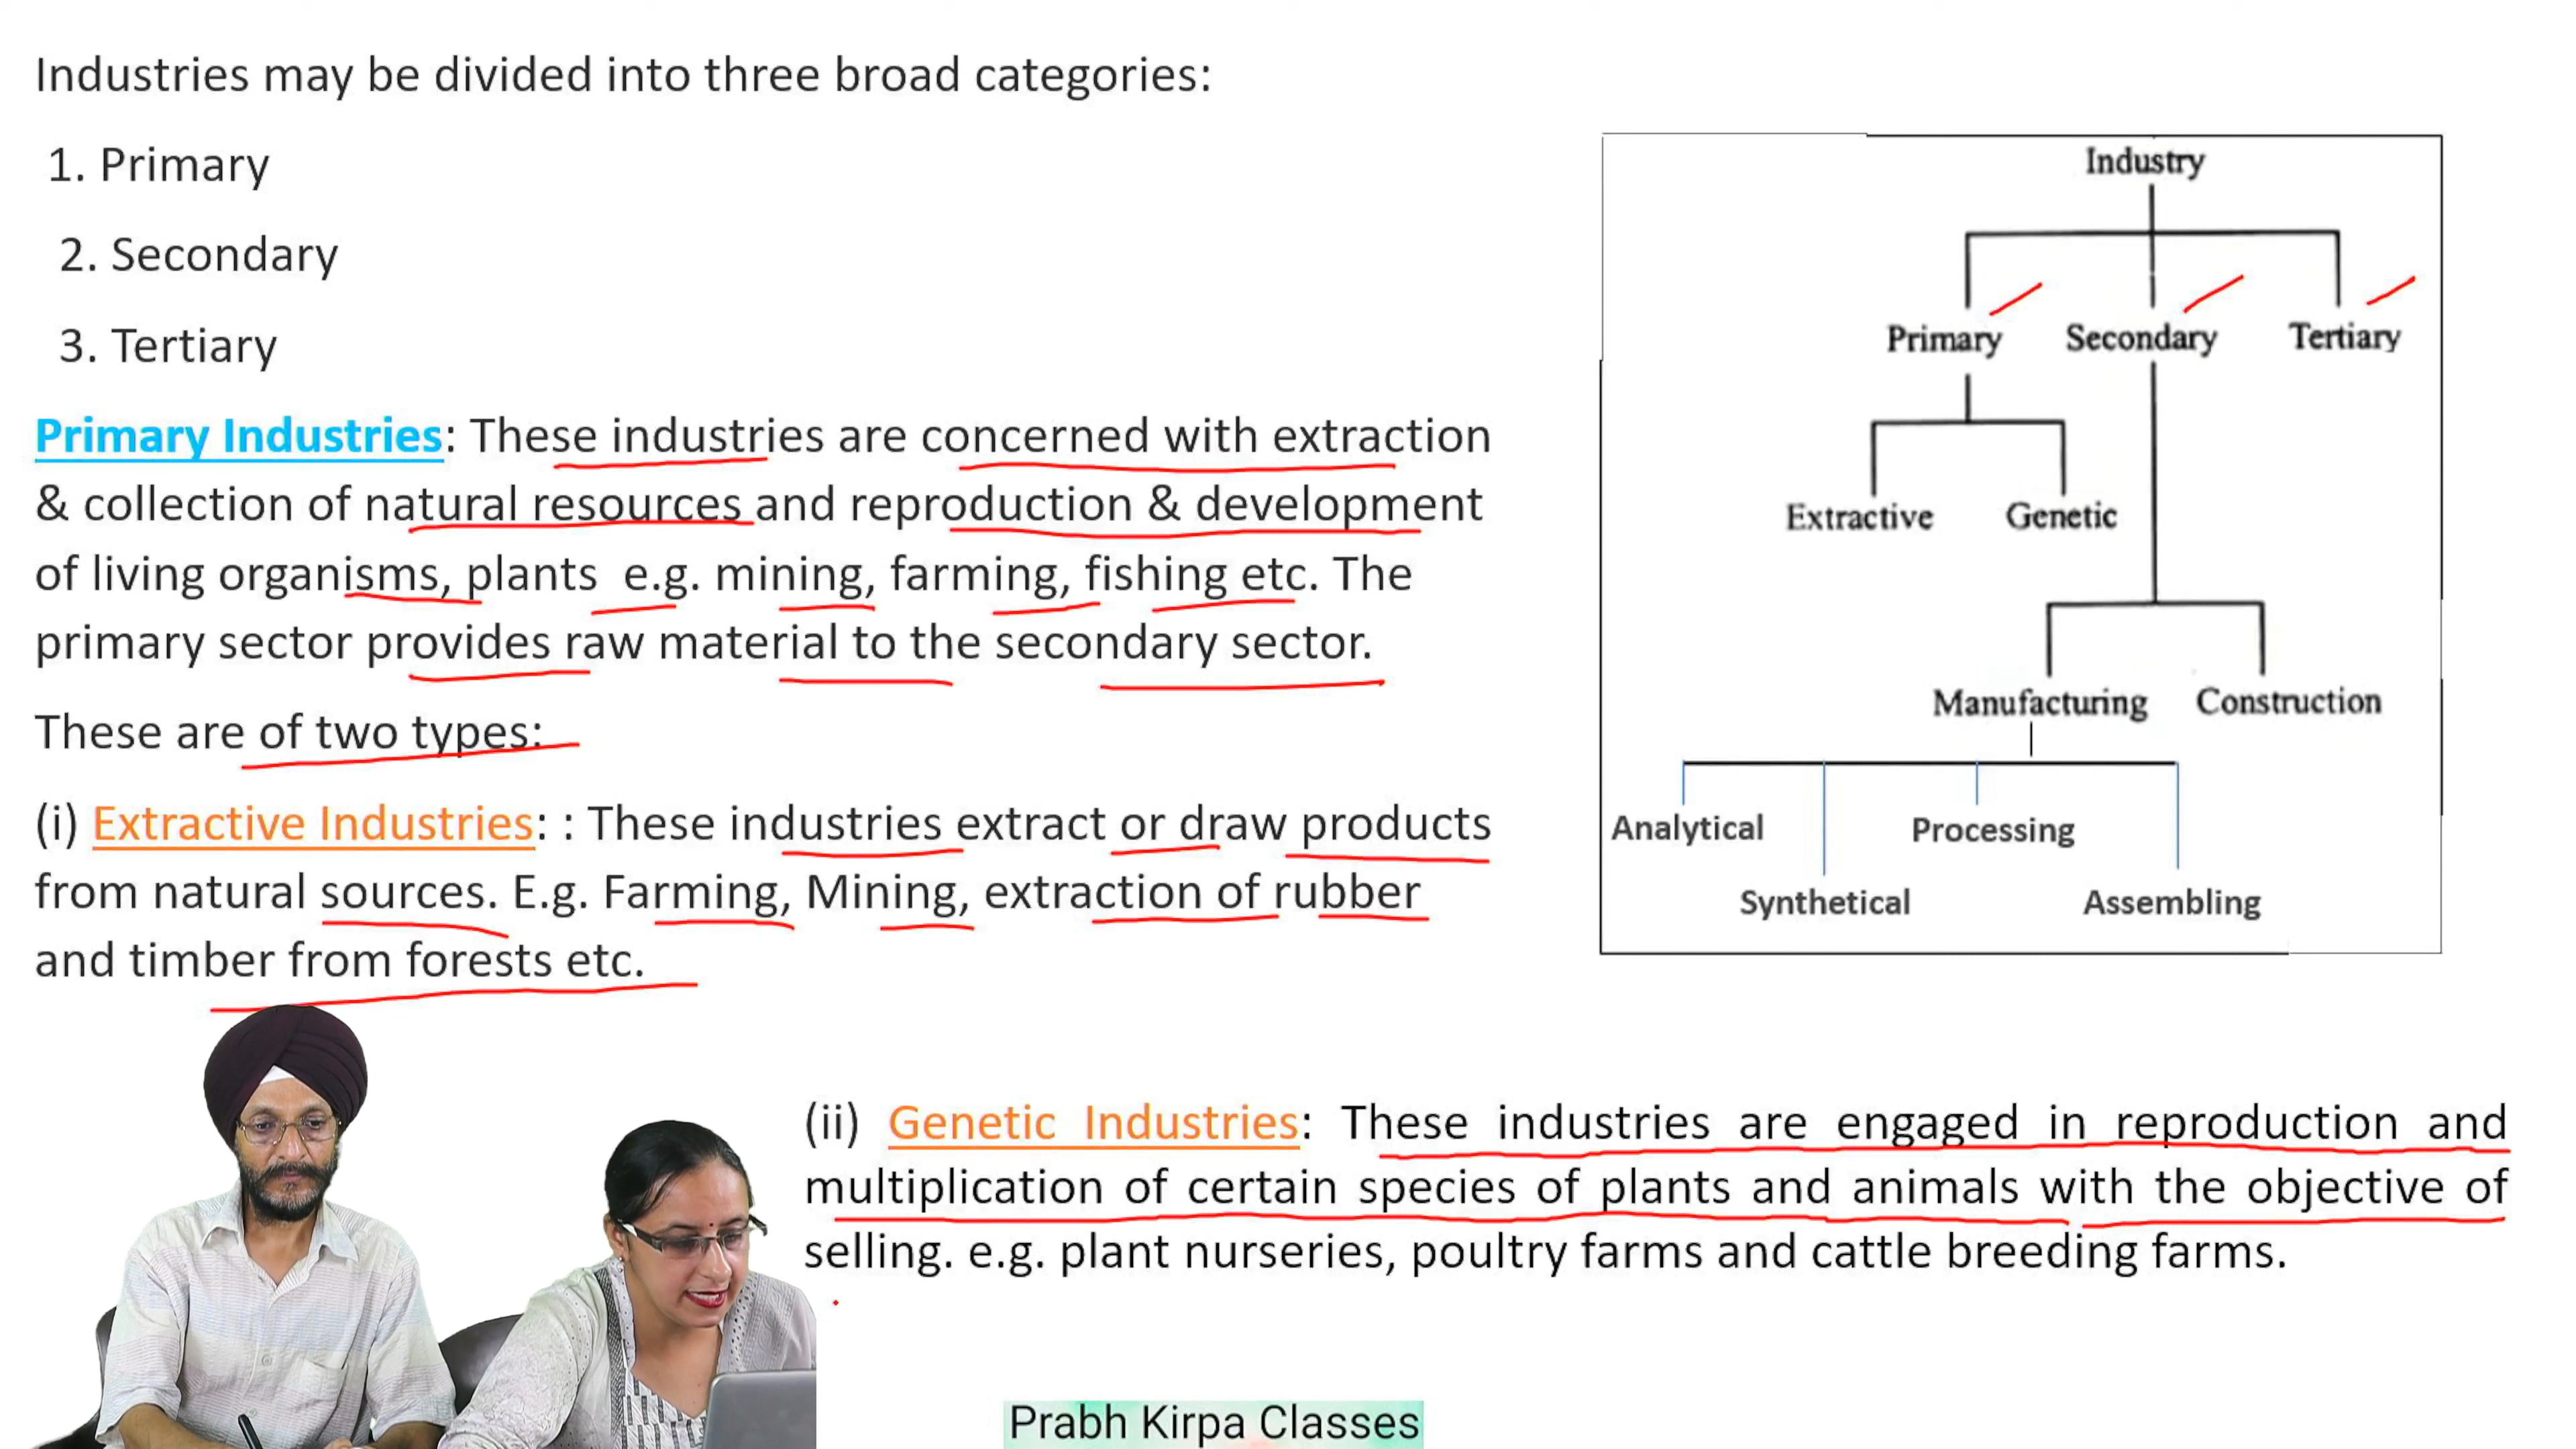 Industries may be divided into three broad categories:
1. Primary
2. Secondary
3. Tertiary
Primary Industries: These industries are concerned with extraction
& collection of natural resources and reproduction & development
of living organisms, plants e.g. mining, farming, fishing etc. The
primary sector provides raw material to the secondary sector.
These are of two types:
(i) Extractive Industries: : These industries extract or draw products
from natural sources. E.g. Farming, Mining, extraction of rubber
and timber from forests etc.
Industry
Primary Secondary Tertiary
Extractive Genetic
Manufacturing Construction
Analytical Processing
Synthetical Assembling
(ii) Genetic Industries: These industries are engaged in reproduction and
multiplication of certain species of plants and animals with the objective of
selling. e.g. plant nurseries, poultry farms and cattle breeding farms.
Prabh Kirpa Classes